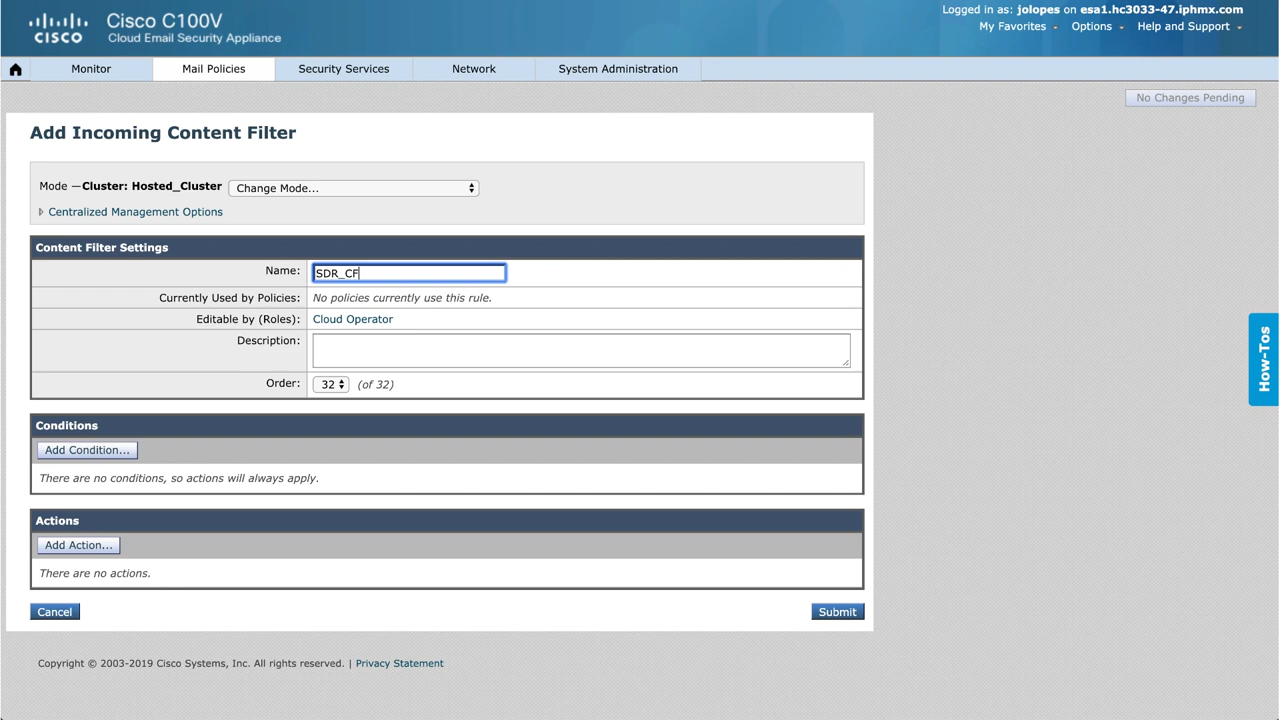 Logged in as: jolopes on esa1.hc3033-47.iphmx.com
CISCO
Cisco C100V
Cloud Email Security Appliance
My Favorites Options Help and Support
Monitor Mail Policies Security Services Network System Administration
No Changes Pending
Add Incoming Content Filter
Mode —Cluster: Hosted_Cluster Change Mode...
Centralized Management Options
Content Filter Settings
Name: SDR_CF
Currently Used by Policies: No policies currently use this rule.
Editable by (Roles): Cloud Operator
Description:
Order: 32 (of 32)
How-Tos
Conditions
Add Condition...
There are no conditions, so actions will always apply.
Actions
Add Action...
There are no actions.
Cancel Submit
Copyright © 2003-2019 Cisco Systems, Inc. All rights reserved. | Privacy Statement